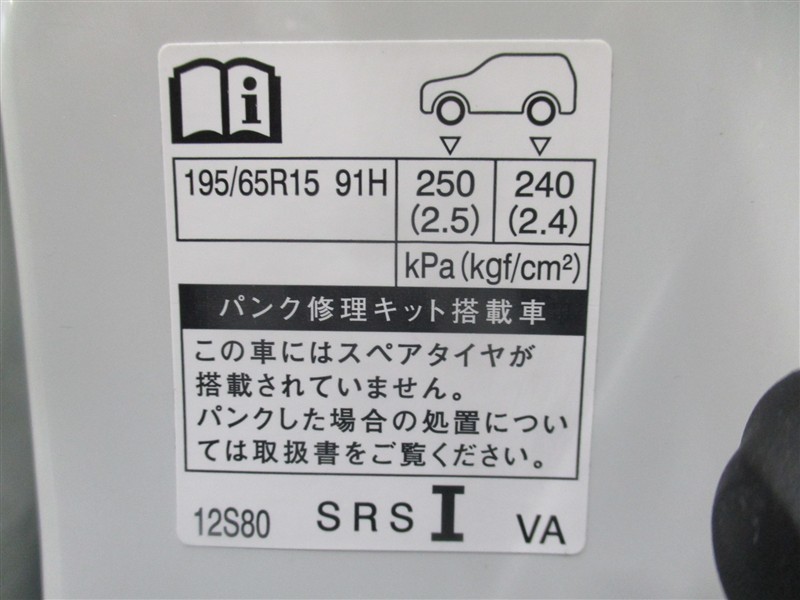 i
195/65R15 91H 250 240
(2.5) (2.4)
kPa(kgf/cm²)
パンク修理キット搭載車
この車にはスペアタイヤが
搭載されていません。
パンクした場合の処置につい
ては取扱書をご覧ください。
12S80 SRS I VA